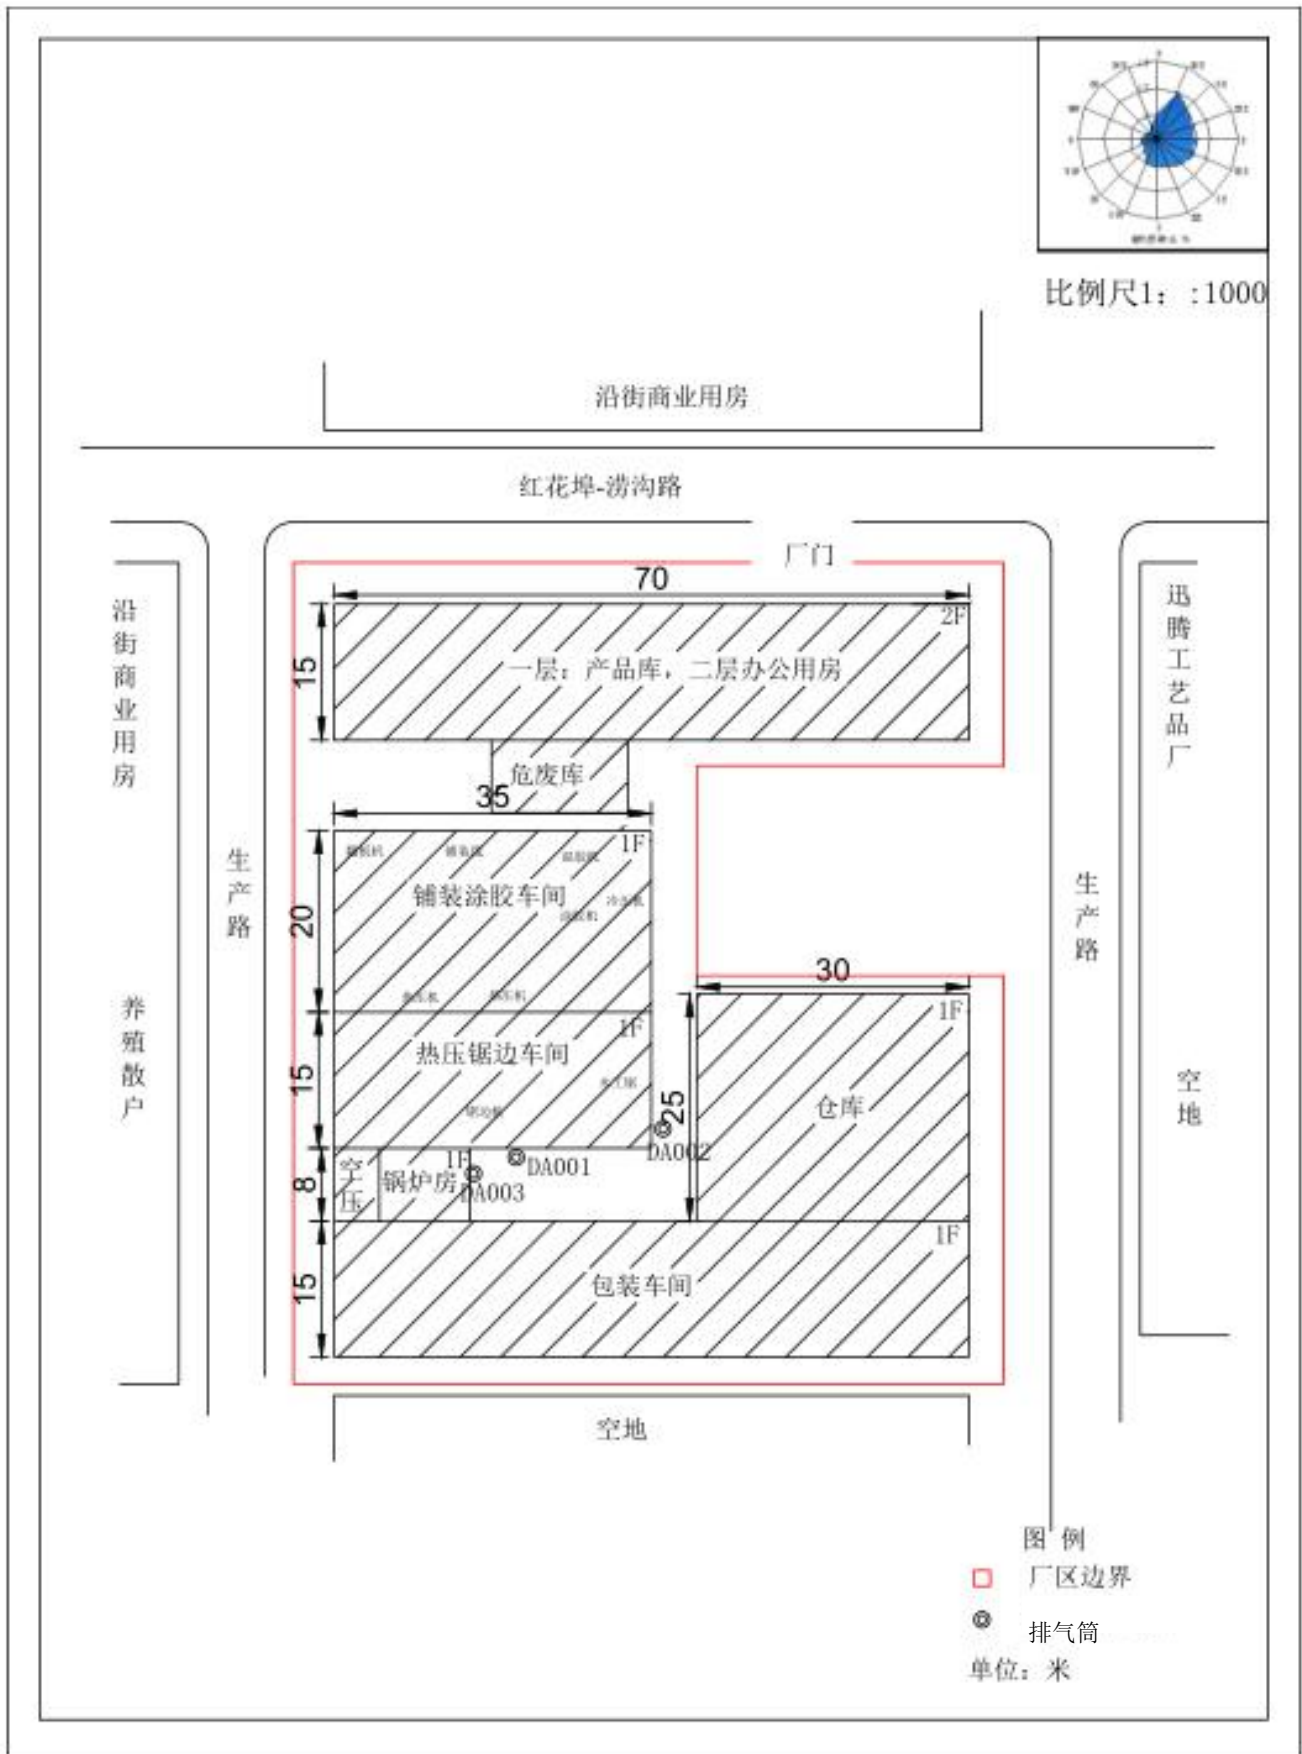 比例尺1：:1000
沿街商业用房
红花埠-涝沟路
厂门
70
2F
15
一层：产品库，二层办公用房
沿街商业用房
迅腾工艺品厂
危废库
35
1F
铺装涂胶车间
20
生产路
生产路
30
1F
1F
热压锯边车间
15
养殖散户
25
仓库
空地
DA002
空压
锅炉房
1F
DA001
DA003
8
1F
15
包装车间
空地
图 例
厂区边界
排气筒
单位：米